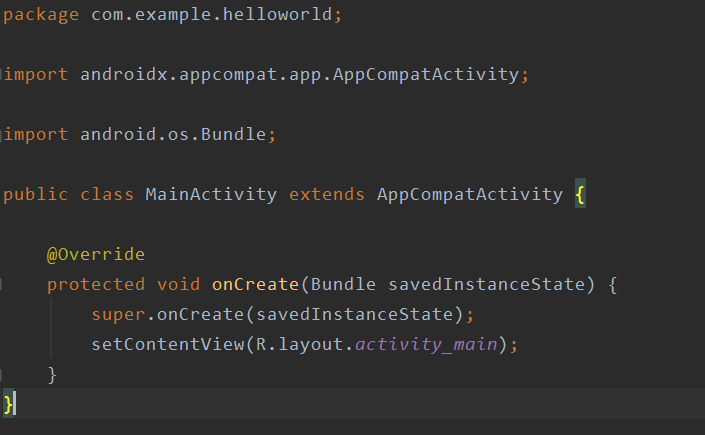 package com.example.helloworld;
import androidx.appcompat.app.AppCompatActivity;
import android.os.Bundle;
public class MainActivity extends AppCompatActivity {
@Override
protected void onCreate(Bundle savedInstanceState) {
super.onCreate(savedInstanceState);
setContentView(R.layout.activity_main);
}
}